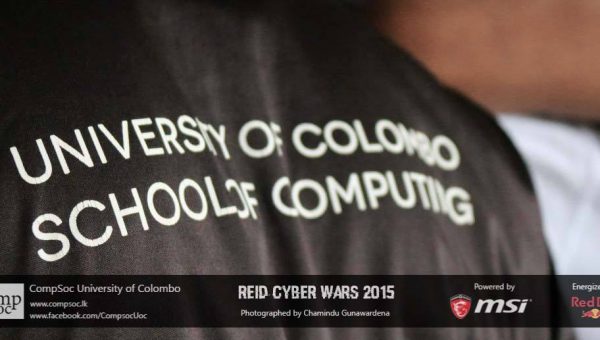 UNIVERSITY OF COLOMBO
SCHOOL OF COMPUTING
CompSoc University of Colombo
www.compsoc.lk
www.facebook.com/CompsocUoc
REID CYBER WARS 2015
Photographed by Chamindu Gunawardena
Powered by
msi